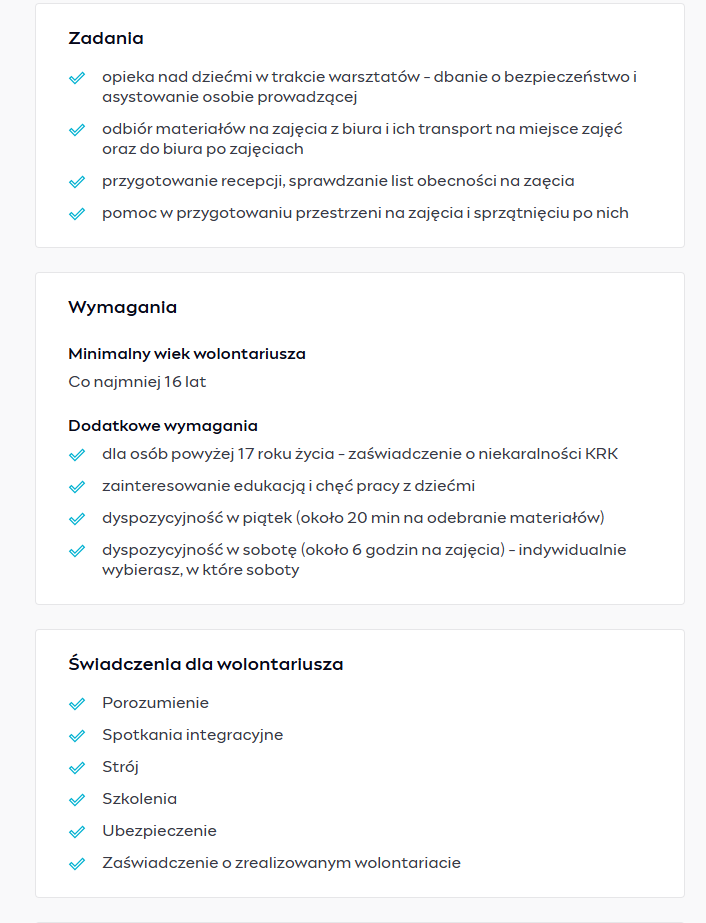 Zadania
opieka nad dziećmi w trakcie warsztatów - dbanie o bezpieczeństwo i
asystowanie osobie prowadzącej
odbiór materiałów na zajęcia z biura i ich transport na miejsce zajęć
oraz do biura po zajęciach
przygotowanie recepcji, sprawdzanie list obecności na zaęcia
pomoc w przygotowaniu przestrzeni na zajęcia i sprzątnięciu po nich
Wymagania
Minimalny wiek wolontariusza
Co najmniej 16 lat
Dodatkowe wymagania
dla osób powyżej 17 roku życia - zaświadczenie o niekaralności KRK
zainteresowanie edukacją i chęć pracy z dziećmi
dyspozycyjność w piątek (około 20 min na odebranie materiałów)
dyspozycyjność w sobotę (około 6 godzin na zajęcia) - indywidualnie
wybierasz, w które soboty
Świadczenia dla wolontariusza
Porozumienie
Spotkania integracyjne
Strój
Szkolenia
Ubezpieczenie
Zaświadczenie o zrealizowanym wolontariacie